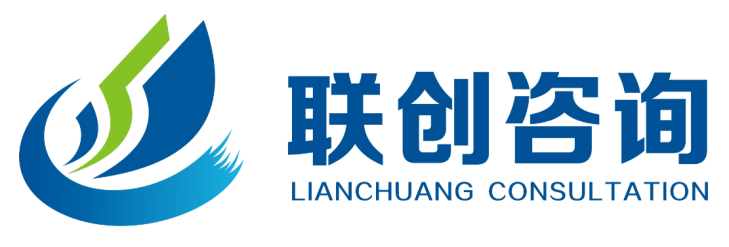 联创咨询
LIANCHUANG CONSULTATION